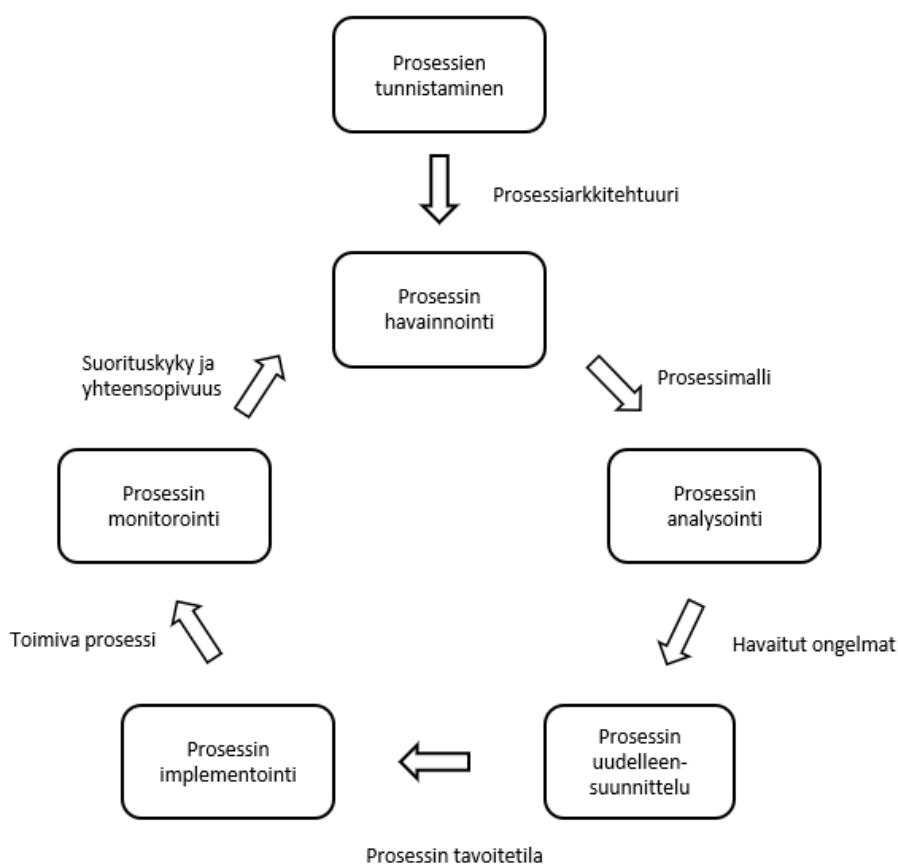 Prosessien
tunnistaminen
Prosessiarkkitehtuuri
Prosessin
havainnointi
Suorituskyky ja
yhteensopivuus
Prosessimalli
Prosessin
monitorointi
Prosessin
analysointi
Toimiva prosessi
Havaitut ongelmat
Prosessin
implementointi
Prosessin
uudelleen-
suunnittelu
Prosessin tavoitetila